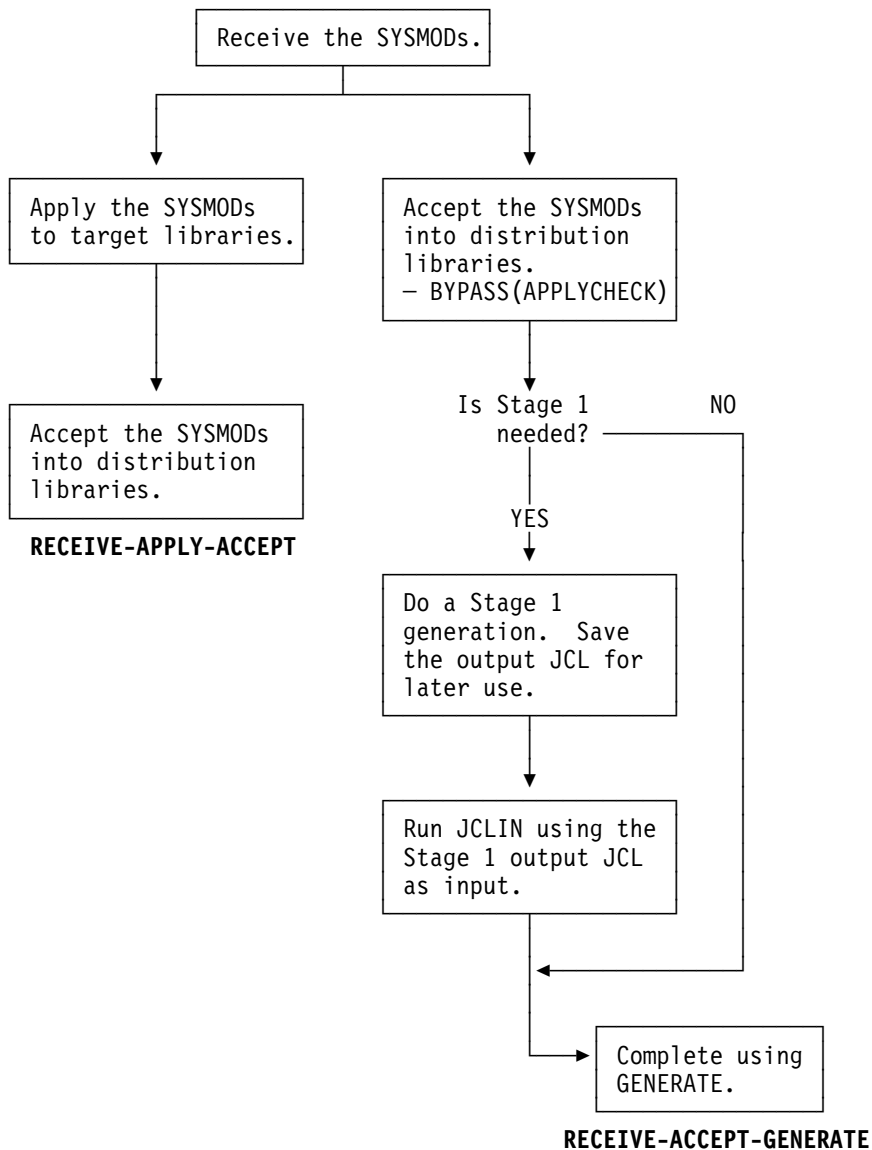 Receive the SYSMODs.
Apply the SYSMODs
to target libraries.
Accept the SYSMODs
into distribution
libraries.
RECEIVE-APPLY-ACCEPT
Accept the SYSMODs
into distribution
libraries.
— BYPASS(APPLYCHECK)
Is Stage 1
needed?
NO
YES
Do a Stage 1
generation.  Save
the output JCL for
later use.
Run JCLIN using the
Stage 1 output JCL
as input.
Complete using
GENERATE.
RECEIVE-ACCEPT-GENERATE